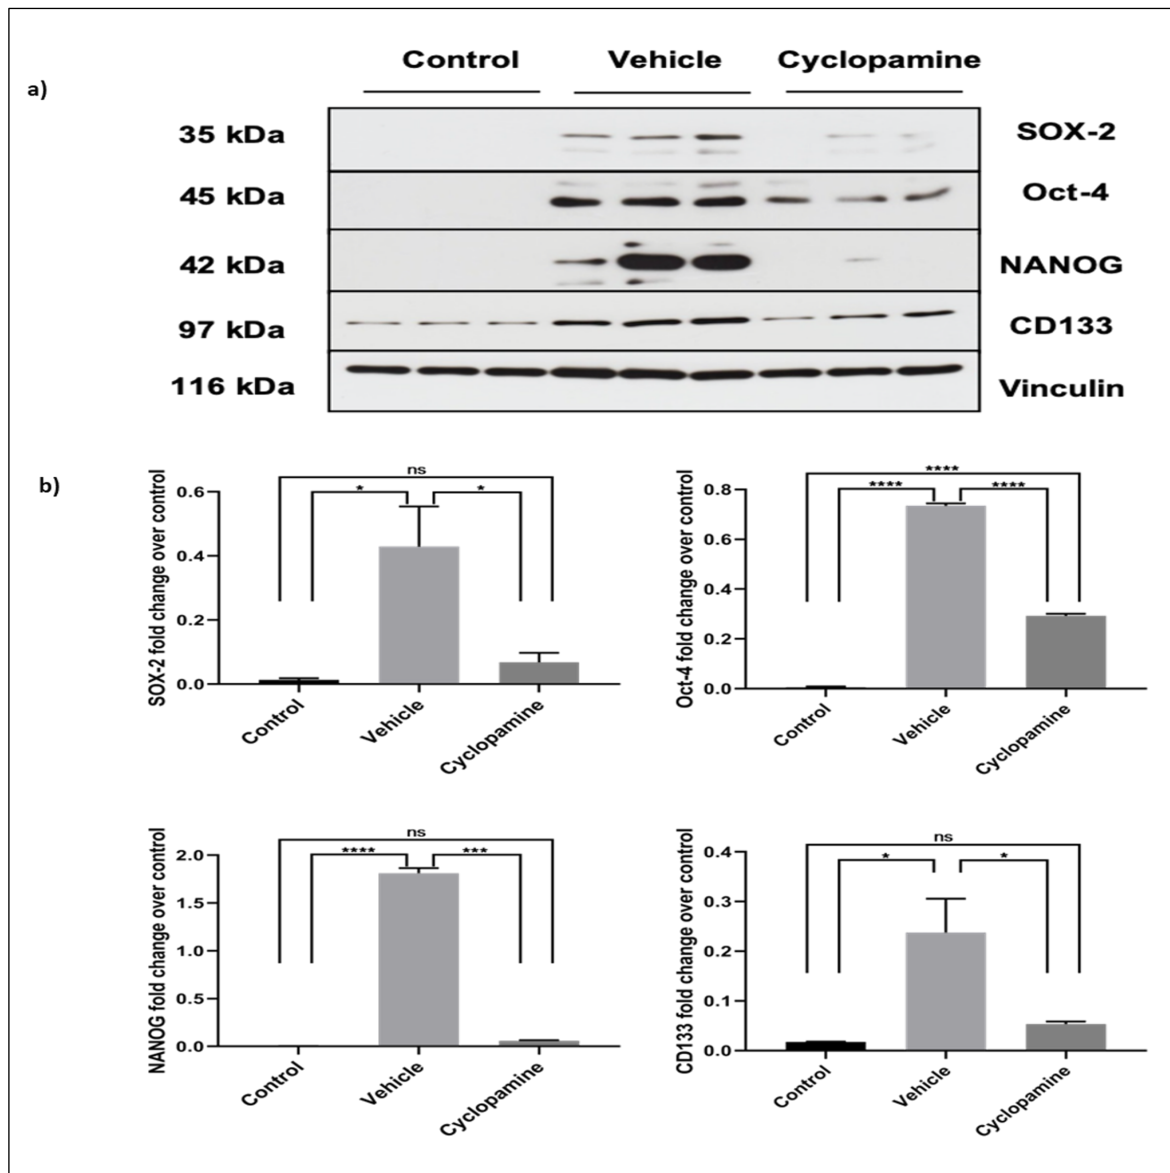 Control Vehicle Cyclopamine
a)
35 kDa SOX-2
45 kDa Oct-4
42 kDa NANOG
97 kDa CD133
116 kDa Vinculin
b)
SOX-2 fold change over control
ns
* *
0.6
0.4
0.2
0.0
Control Vehicle Cyclopamine
Oct-4 fold change over control
****
**** ****
0.8
0.6
0.4
0.2
0.0
Control Vehicle Cyclopamine
NANOG fold change over control
ns
**** ***
2.0
1.5
1.0
0.5
0.0
Control Vehicle Cyclopamine
CD133 fold change over control
ns
* *
0.4
0.3
0.2
0.1
0.0
Control Vehicle Cyclopamine